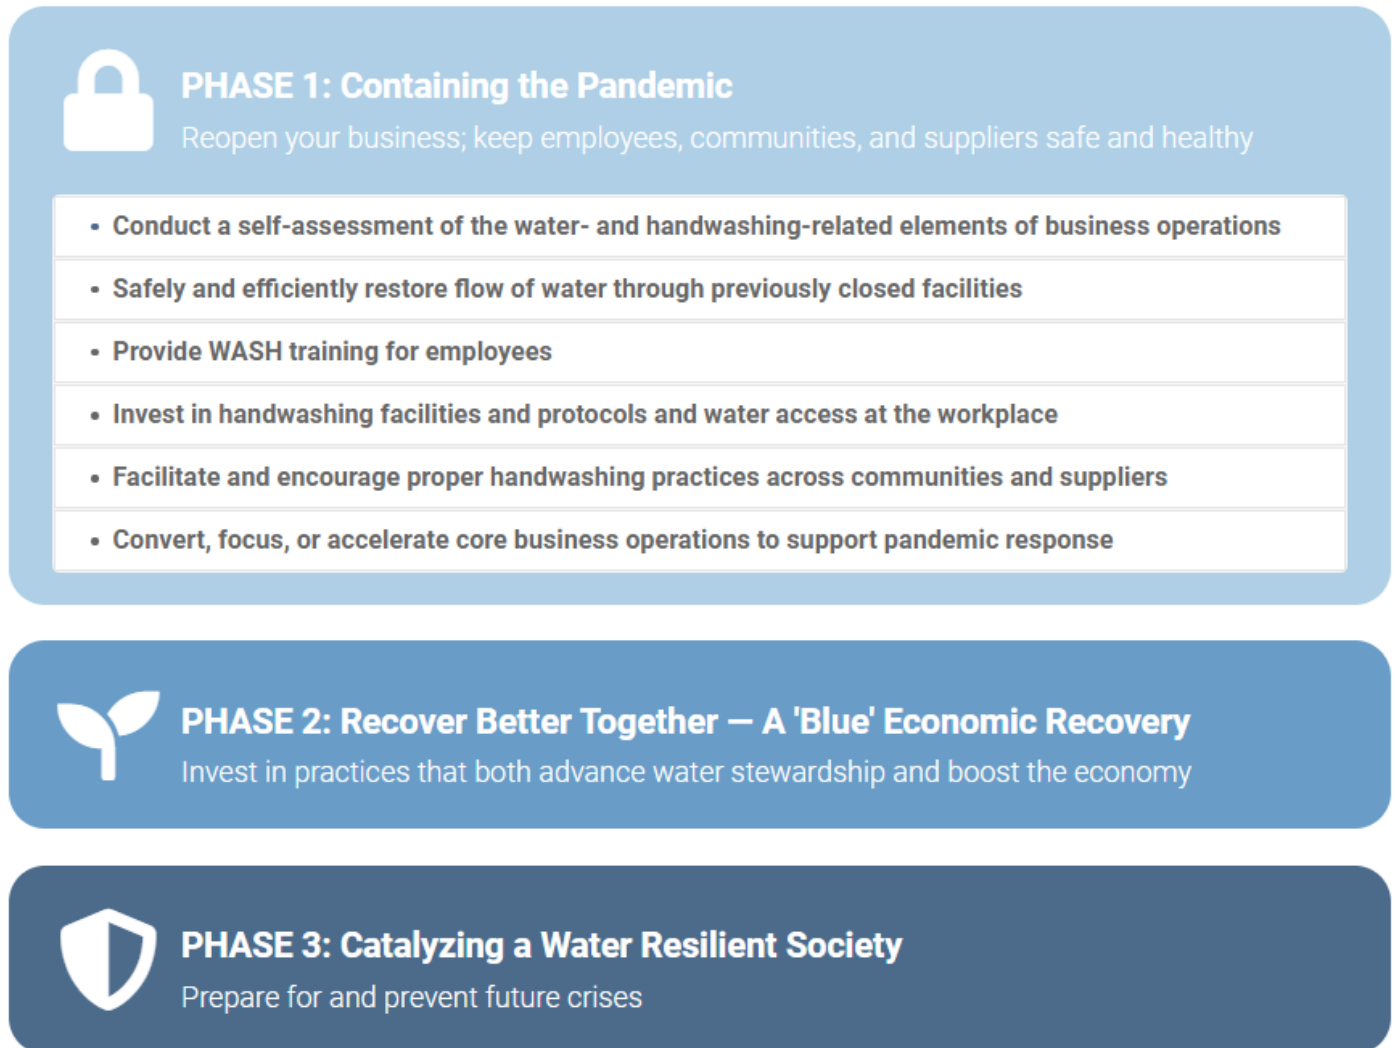 PHASE 1: Containing the Pandemic
Reopen your business; keep employees, communities, and suppliers safe and healthy
• Conduct a self-assessment of the water- and handwashing-related elements of business operations
• Safely and efficiently restore flow of water through previously closed facilities
• Provide WASH training for employees
• Invest in handwashing facilities and protocols and water access at the workplace
• Facilitate and encourage proper handwashing practices across communities and suppliers
• Convert, focus, or accelerate core business operations to support pandemic response
PHASE 2: Recover Better Together — A 'Blue' Economic Recovery
Invest in practices that both advance water stewardship and boost the economy
PHASE 3: Catalyzing a Water Resilient Society
Prepare for and prevent future crises